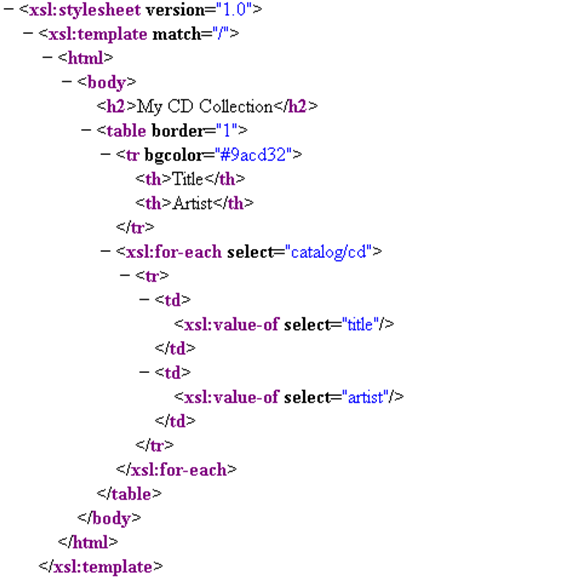 − <xsl:stylesheet version="1.0">
− <xsl:template match="/">
− <html>
− <body>
<h2>My CD Collection</h2>
− <table border="1">
− <tr bgcolor="#9acd32">
<th>Title</th>
<th>Artist</th>
</tr>
− <xsl:for-each select="catalog/cd">
− <tr>
− <td>
<xsl:value-of select="title"/>
</td>
− <td>
<xsl:value-of select="artist"/>
</td>
</tr>
</xsl:for-each>
</table>
</body>
</html>
</xsl:template>